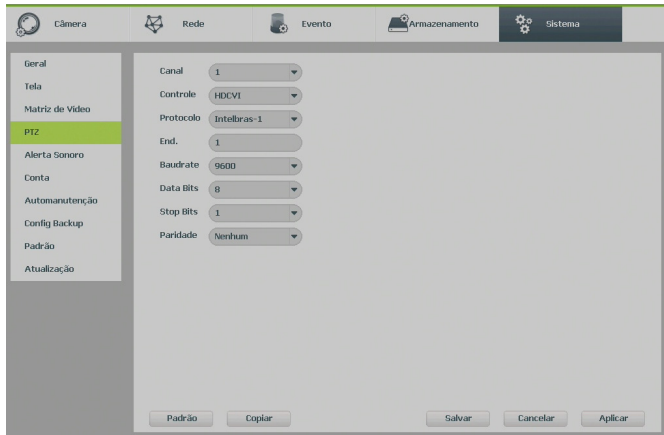 Câmera Rede Evento Armazenamento Sistema
Geral
Tela
Matriz de Vídeo
PTZ
Alerta Sonoro
Conta
Automanutenção
Config Backup
Padrão
Atualização
Canal 1
Controle HDCVI
Protocolo Intelbras-1
End. 1
Baudrate 9600
Data Bits 8
Stop Bits 1
Paridade Nenhum
Padrão Copiar Salvar Cancelar Aplicar